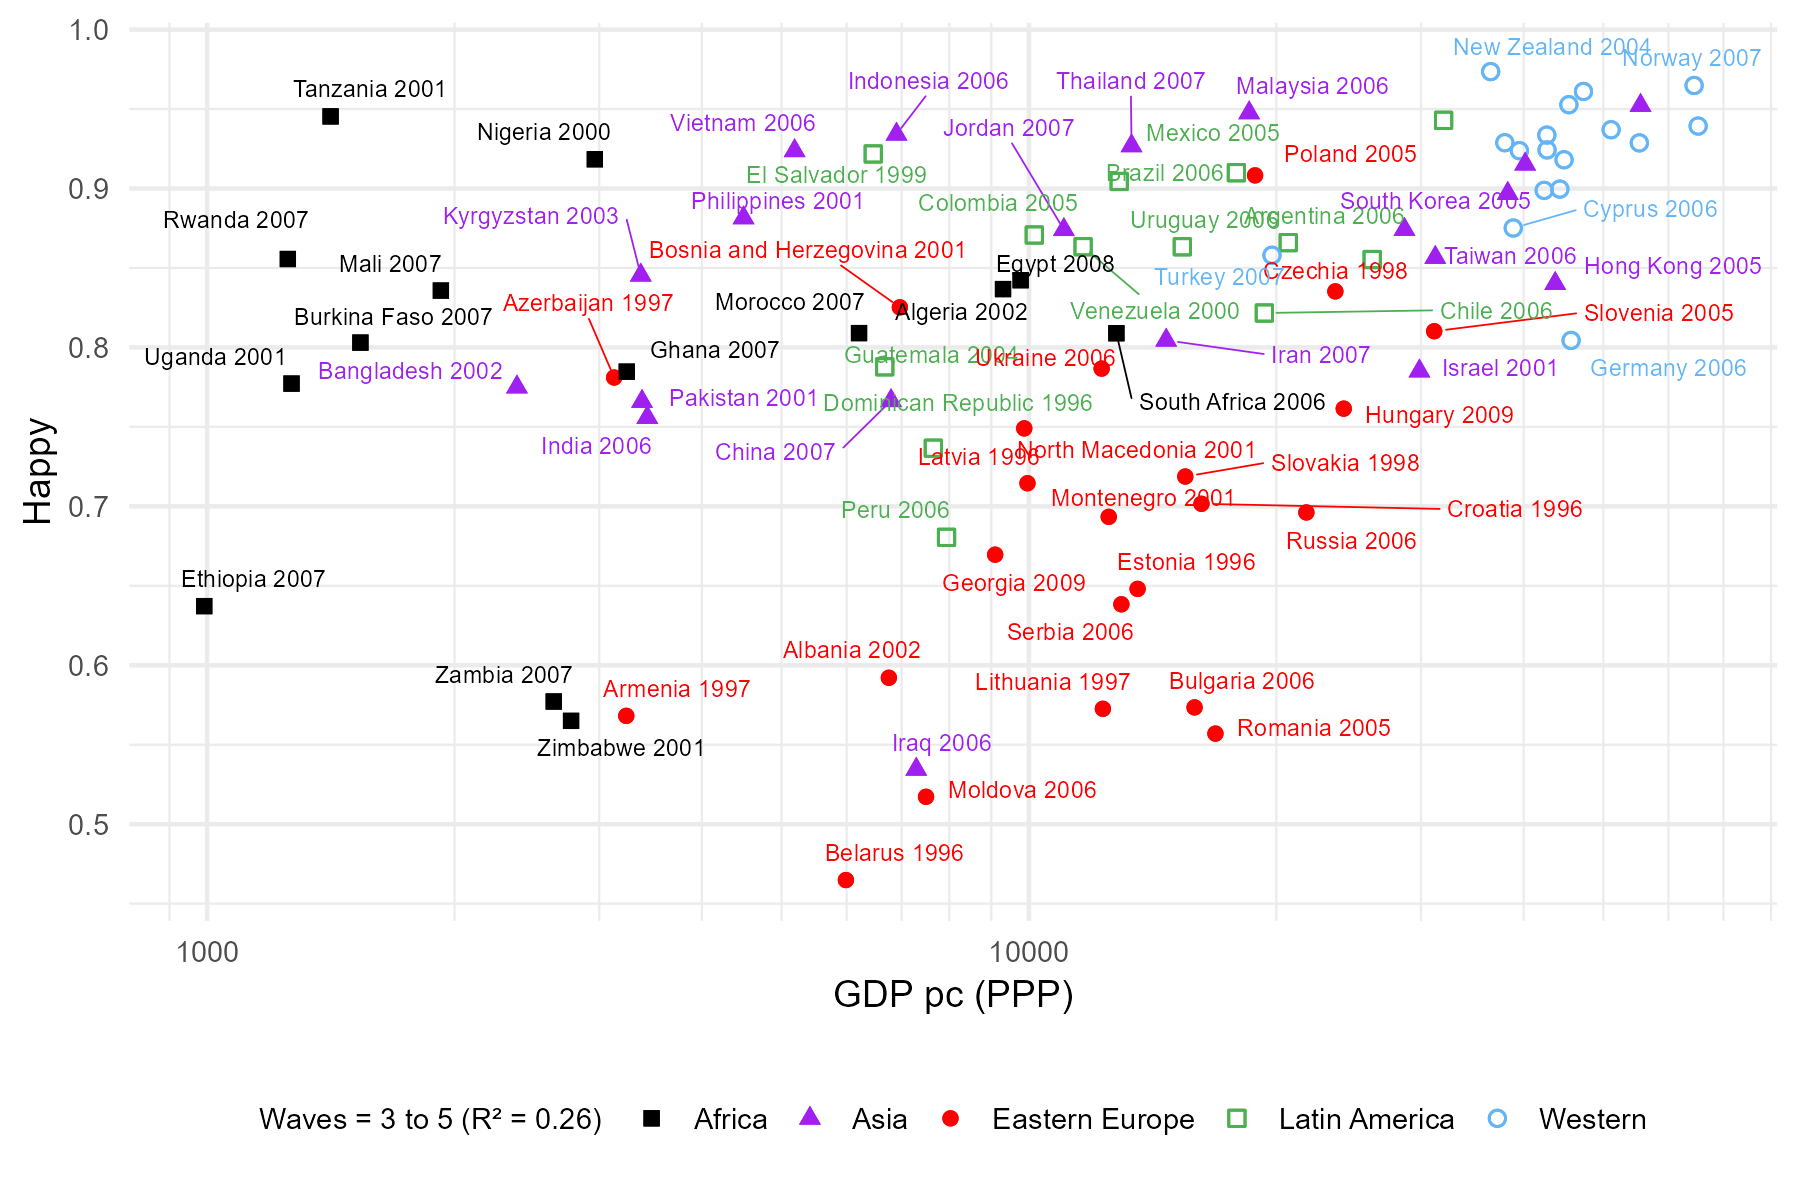 1.0
New Zealand 2004
Norway 2007
Tanzania 2001
Indonesia 2006
Thailand 2007
Malaysia 2006
Nigeria 2000
Vietnam 2006
Jordan 2007
Mexico 2005
Poland 2005
El Salvador 1999
Brazil 2006
0.9
Philippines 2001
Colombia 2005
South Korea 2005
Rwanda 2007
Kyrgyzstan 2003
Uruguay 2006
Argentina 2006
Cyprus 2006
Bosnia and Herzegovina 2001
Mali 2007
Egypt 2008
Turkey 2007
Czechia 1998
Taiwan 2006
Hong Kong 2005
Azerbaijan 1997
Morocco 2007
Algeria 2002
Venezuela 2000
Chile 2006
Slovenia 2005
Burkina Faso 2007
0.8
Uganda 2001
Ghana 2007
Guatemala 2004
Ukraine 2006
Iran 2007
Bangladesh 2002
Israel 2001
Germany 2006
Pakistan 2001
Dominican Republic 1996
South Africa 2006
Hungary 2009
India 2006
China 2007
Latvia 1996
North Macedonia 2001
Slovakia 1998
Happy
0.7
Peru 2006
Montenegro 2001
Croatia 1996
Russia 2006
Ethiopia 2007
Georgia 2009
Estonia 1996
Serbia 2006
0.6
Albania 2002
Zambia 2007
Armenia 1997
Lithuania 1997
Bulgaria 2006
Romania 2005
Zimbabwe 2001
Iraq 2006
Moldova 2006
0.5
Belarus 1996
1000
10000
GDP pc (PPP)
Waves = 3 to 5 (R² = 0.26) Africa Asia Eastern Europe Latin America Western